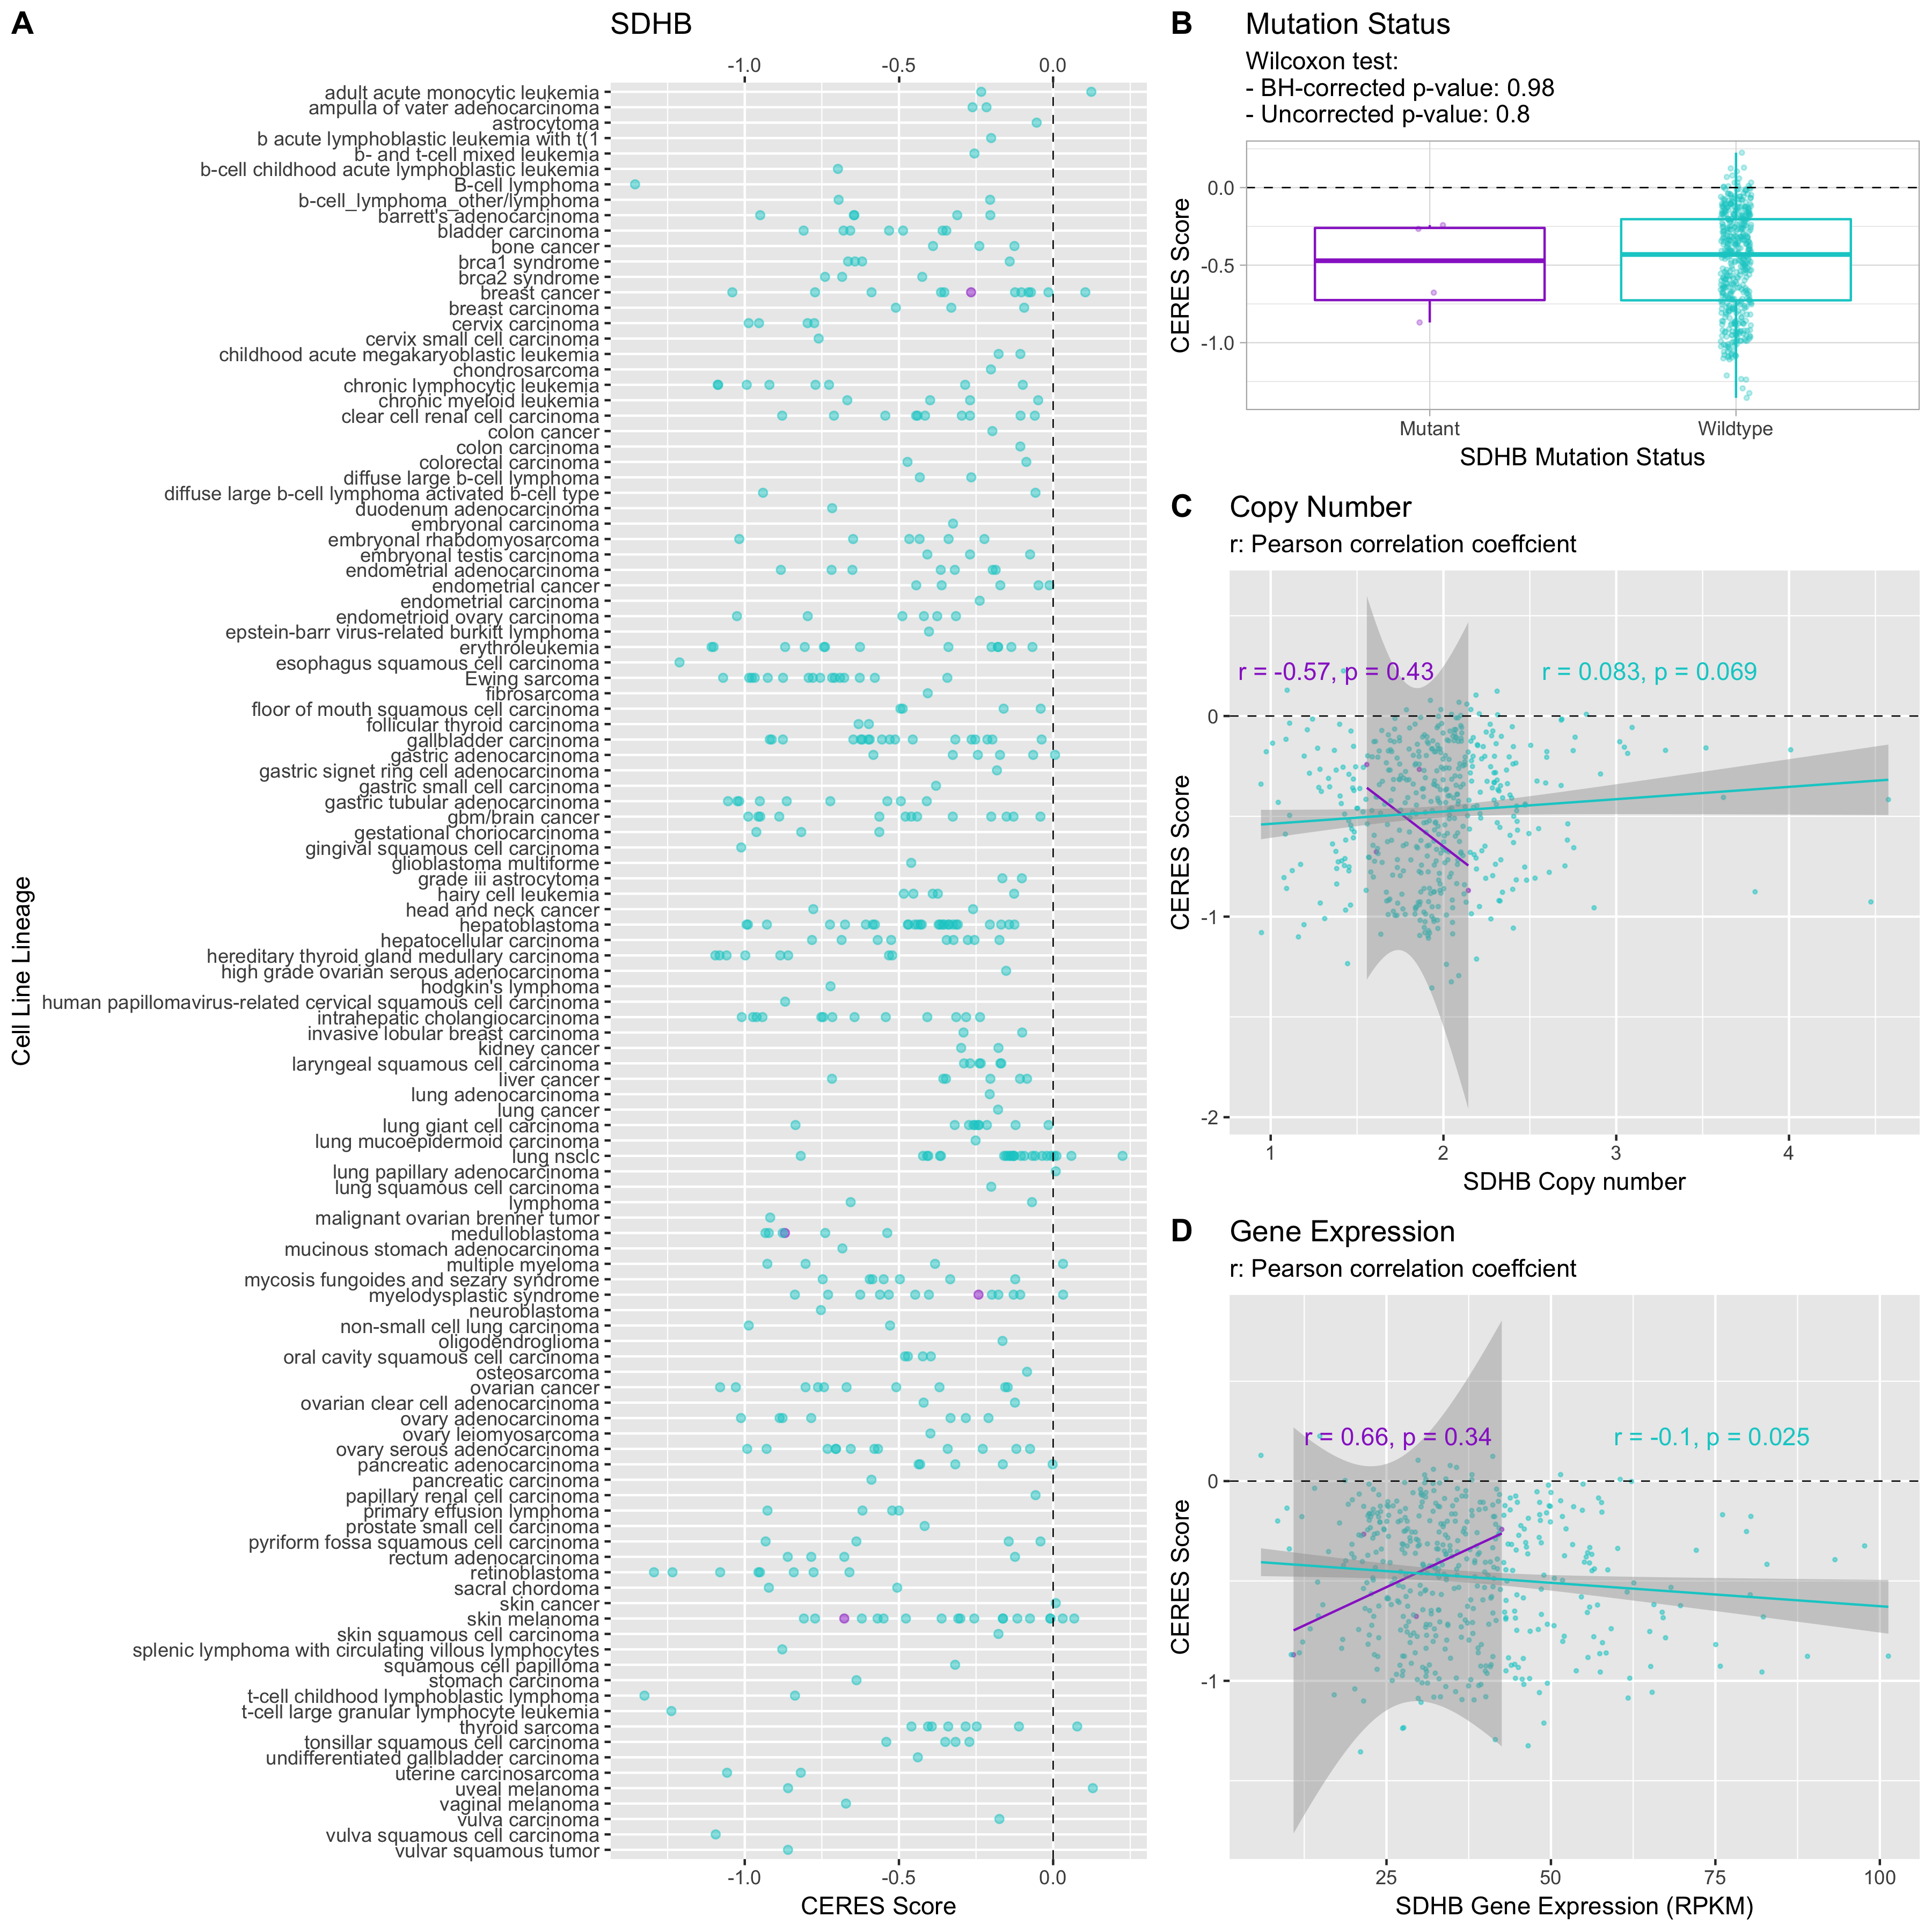 A
SDHB
-1.0 -0.5 0.0
Cell Line Lineage
adult acute monocytic leukemia
ampulla of vater adenocarcinoma
astrocytoma
b acute lymphoblastic leukemia with t(1
b- and t-cell mixed leukemia
b-cell childhood acute lymphoblastic leukemia
B-cell lymphoma
b-cell_lymphoma_other/lymphoma
barrett's adenocarcinoma
bladder carcinoma
bone cancer
brca1 syndrome
brca2 syndrome
breast cancer
breast carcinoma
cervix carcinoma
cervix small cell carcinoma
childhood acute megakaryoblastic leukemia
chondrosarcoma
chronic lymphocytic leukemia
chronic myeloid leukemia
clear cell renal cell carcinoma
colon cancer
colon carcinoma
colorectal carcinoma
diffuse large b-cell lymphoma
diffuse large b-cell lymphoma activated b-cell type
duodenum adenocarcinoma
embryonal carcinoma
embryonal rhabdomyosarcoma
embryonal testis carcinoma
endometrial adenocarcinoma
endometrial cancer
endometrial carcinoma
endometrioid ovary carcinoma
epstein-barr virus-related burkitt lymphoma
erythroleukemia
esophagus squamous cell carcinoma
Ewing sarcoma
fibrosarcoma
floor of mouth squamous cell carcinoma
follicular thyroid carcinoma
gallbladder carcinoma
gastric adenocarcinoma
gastric signet ring cell adenocarcinoma
gastric small cell carcinoma
gastric tubular adenocarcinoma
gbm/brain cancer
gestational choriocarcinoma
gingival squamous cell carcinoma
glioblastoma multiforme
grade iii astrocytoma
hairy cell leukemia
head and neck cancer
hepatoblastoma
hepatocellular carcinoma
hereditary thyroid gland medullary carcinoma
high grade ovarian serous adenocarcinoma
hodgkin's lymphoma
human papillomavirus-related cervical squamous cell carcinoma
intrahepatic cholangiocarcinoma
invasive lobular breast carcinoma
kidney cancer
laryngeal squamous cell carcinoma
liver cancer
lung adenocarcinoma
lung cancer
lung giant cell carcinoma
lung mucoepidermoid carcinoma
lung nsclc
lung papillary adenocarcinoma
lung squamous cell carcinoma
lymphoma
malignant ovarian brenner tumor
medulloblastoma
mucinous stomach adenocarcinoma
multiple myeloma
mycosis fungoides and sezary syndrome
myelodysplastic syndrome
neuroblastoma
non-small cell lung carcinoma
oligodendroglioma
oral cavity squamous cell carcinoma
osteosarcoma
ovarian cancer
ovarian clear cell adenocarcinoma
ovary adenocarcinoma
ovary leiomyosarcoma
ovary serous adenocarcinoma
pancreatic adenocarcinoma
pancreatic carcinoma
papillary renal cell carcinoma
primary effusion lymphoma
prostate small cell carcinoma
pyriform fossa squamous cell carcinoma
rectum adenocarcinoma
retinoblastoma
sacral chordoma
skin cancer
skin melanoma
skin squamous cell carcinoma
splenic lymphoma with circulating villous lymphocytes
squamous cell papilloma
stomach carcinoma
t-cell childhood lymphoblastic lymphoma
t-cell large granular lymphocyte leukemia
thyroid sarcoma
tonsillar squamous cell carcinoma
undifferentiated gallbladder carcinoma
uterine carcinosarcoma
uveal melanoma
vaginal melanoma
vulva carcinoma
vulva squamous cell carcinoma
vulvar squamous tumor
-1.0 -0.5 0.0
CERES Score
B
Mutation Status
Wilcoxon test:
- BH-corrected p-value: 0.98
- Uncorrected p-value: 0.8
CERES Score
0.0
-0.5
-1.0
Mutant Wildtype
SDHB Mutation Status
C
Copy Number
r: Pearson correlation coeffcient
r = -0.57, p = 0.43 r = 0.083, p = 0.069
CERES Score
0
-1
-2
1 2 3 4
SDHB Copy number
D
Gene Expression
r: Pearson correlation coeffcient
r = 0.66, p = 0.34 r = -0.1, p = 0.025
CERES Score
0
-1
25 50 75 100
SDHB Gene Expression (RPKM)